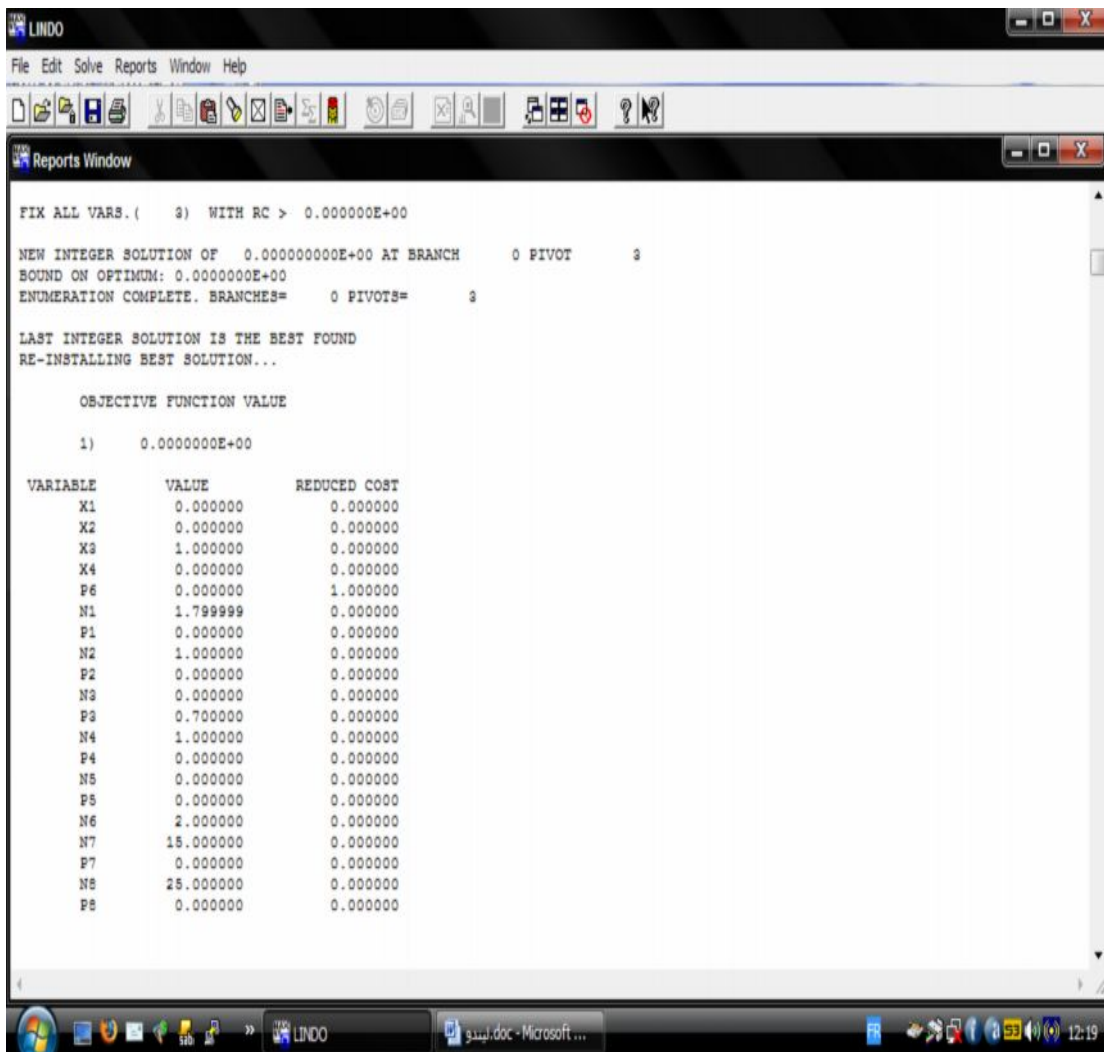 LINDO
File Edit Solve Reports Window Help
Reports Window
FIX ALL VARS.( 3) WITH RC > 0.000000E+00
NEW INTEGER SOLUTION OF 0.000000000E+00 AT BRANCH 0 PIVOT 3
BOUND ON OPTIMUM: 0.0000000E+00
ENUMERATION COMPLETE. BRANCHES= 0 PIVOTS= 3
LAST INTEGER SOLUTION IS THE BEST FOUND
RE-INSTALLING BEST SOLUTION...
OBJECTIVE FUNCTION VALUE
1) 0.0000000E+00
VARIABLE VALUE REDUCED COST
X1 0.000000 0.000000
X2 0.000000 0.000000
X3 1.000000 0.000000
X4 0.000000 0.000000
P6 0.000000 1.000000
N1 1.799999 0.000000
P1 0.000000 0.000000
N2 1.000000 0.000000
P2 0.000000 0.000000
N3 0.000000 0.000000
P3 0.700000 0.000000
N4 1.000000 0.000000
P4 0.000000 0.000000
N5 0.000000 0.000000
P5 0.000000 0.000000
N6 2.000000 0.000000
N7 15.000000 0.000000
P7 0.000000 0.000000
N8 25.000000 0.000000
P8 0.000000 0.000000
» LINDO ليندو.doc - Microsoft ... FR 53 12:19